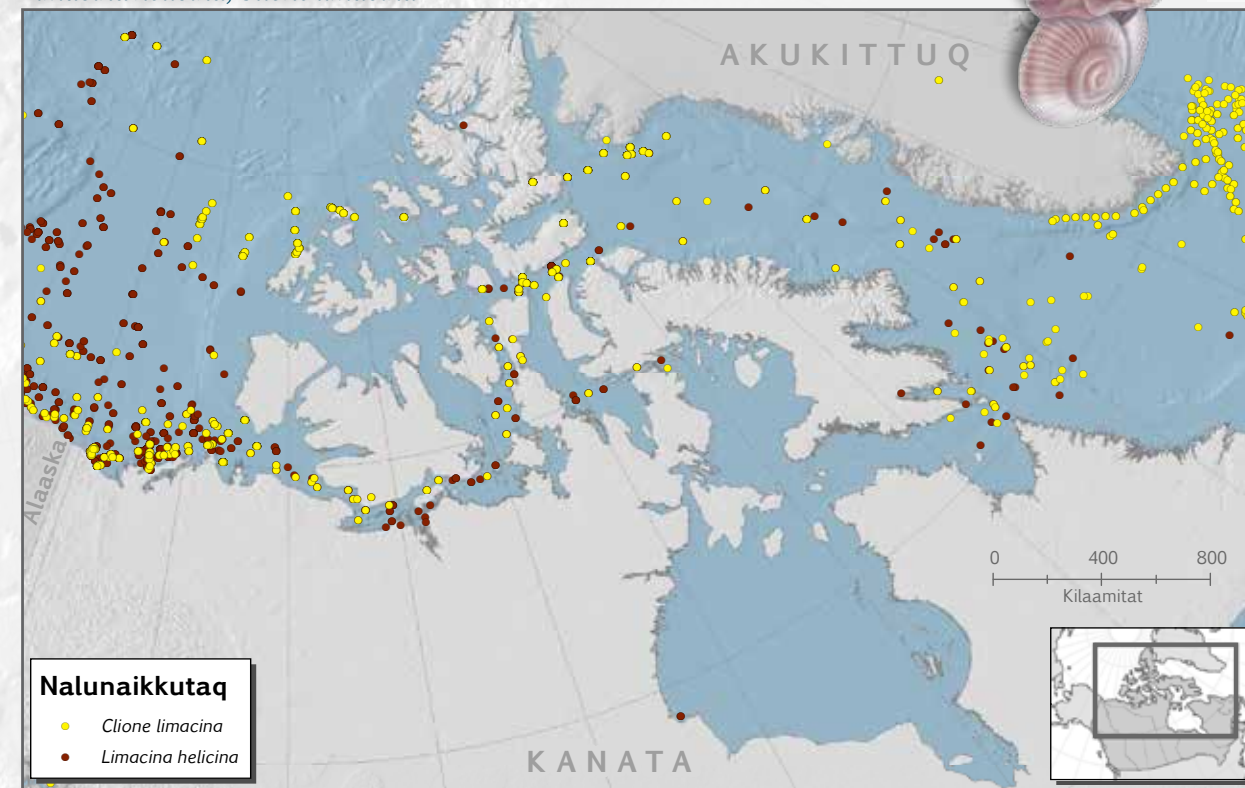 AKUKITTUQ
Alaaska
0 400 800
Kilaamitat
Nalunaikkutaq
Clione limacina
Limacina helicina
KANATA